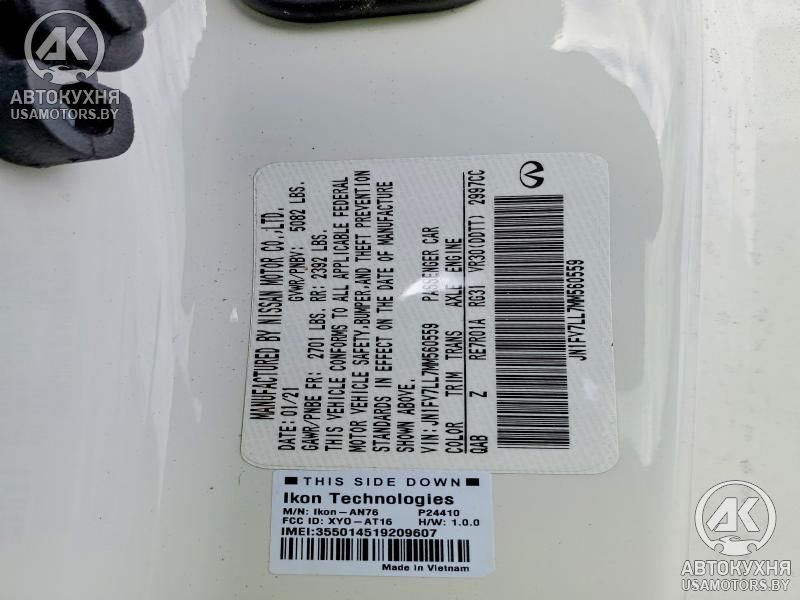 АК
АВТОКУХНЯ
USAMOTORS.BY
MANUFACTURED BY NISSAN MOTOR CO.,LTD.
DATE: 01/21 GVWR/PNBV: 5082 LBS.
GAWR/PNBE FR: 2701 LBS. RR: 2392 LBS.
THIS VEHICLE CONFORMS TO ALL APPLICABLE FEDERAL
MOTOR VEHICLE SAFETY,BUMPER,AND THEFT PREVENTION
STANDARDS IN EFFECT ON THE DATE OF MANUFACTURE
SHOWN ABOVE.
VIN:JN1FV7LL7MM560559 PASSENGER CAR
COLOR TRIM TRANS AXLE ENGINE
QAB Z RE7R01A RG31 VR30(DDTT) 2997CC
JN1FV7LL7MM560559
THIS SIDE DOWN
Ikon Technologies
M/N: Ikon-AN76 P24410
FCC ID: XYO-AT16 H/W: 1.0.0
IMEI:355014519209607
Made in Vietnam
АК
АВТОКУХНЯ
USAMOTORS.BY